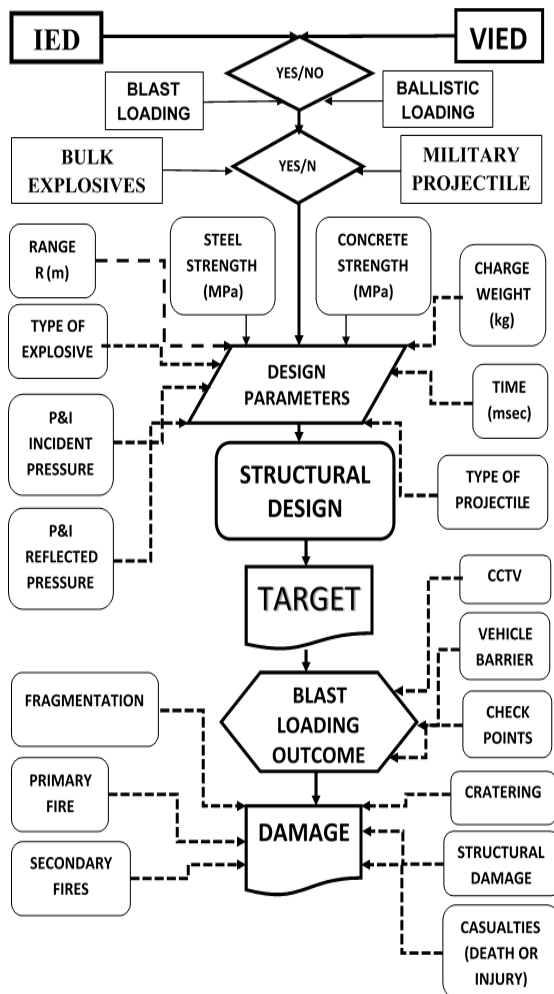 IED
VIED
YES/NO
BLAST
LOADING
BALLISTIC
LOADING
YES/N
BULK
EXPLOSIVES
MILITARY
PROJECTILE
RANGE
R (m)
STEEL
STRENGTH
(MPa)
CONCRETE
STRENGTH
(MPa)
CHARGE
WEIGHT
(kg)
TYPE OF
EXPLOSIVE
DESIGN
PARAMETERS
TIME
(msec)
P&I
INCIDENT
PRESSURE
STRUCTURAL
DESIGN
TYPE OF
PROJECTILE
P&I
REFLECTED
PRESSURE
TARGET
CCTV
VEHICLE
BARRIER
FRAGMENTATION
BLAST
LOADING
OUTCOME
CHECK
POINTS
PRIMARY
FIRE
CRATERING
DAMAGE
SECONDARY
FIRES
STRUCTURAL
DAMAGE
CASUALTIES
(DEATH OR
INJURY)